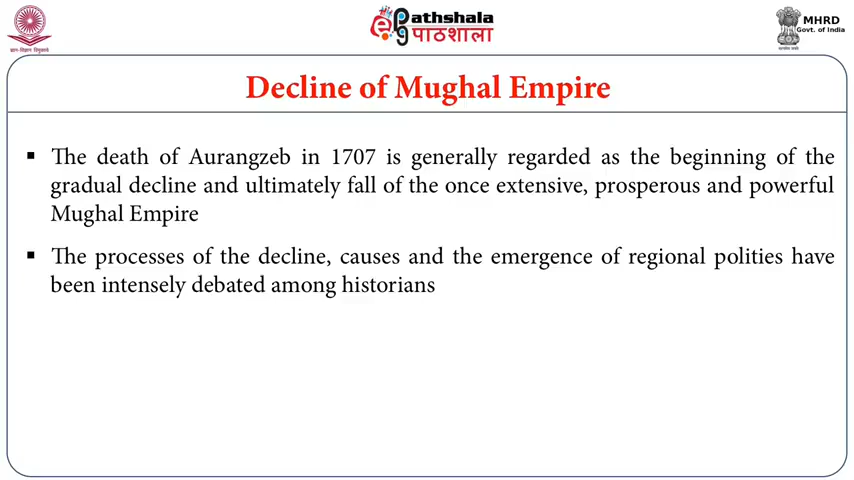 ePathshala
पाठशाला
MHRD
Govt. of India
Decline of Mughal Empire
▪ The death of Aurangzeb in 1707 is generally regarded as the beginning of the
gradual decline and ultimately fall of the once extensive, prosperous and powerful
Mughal Empire
▪ The processes of the decline, causes and the emergence of regional polities have
been intensely debated among historians